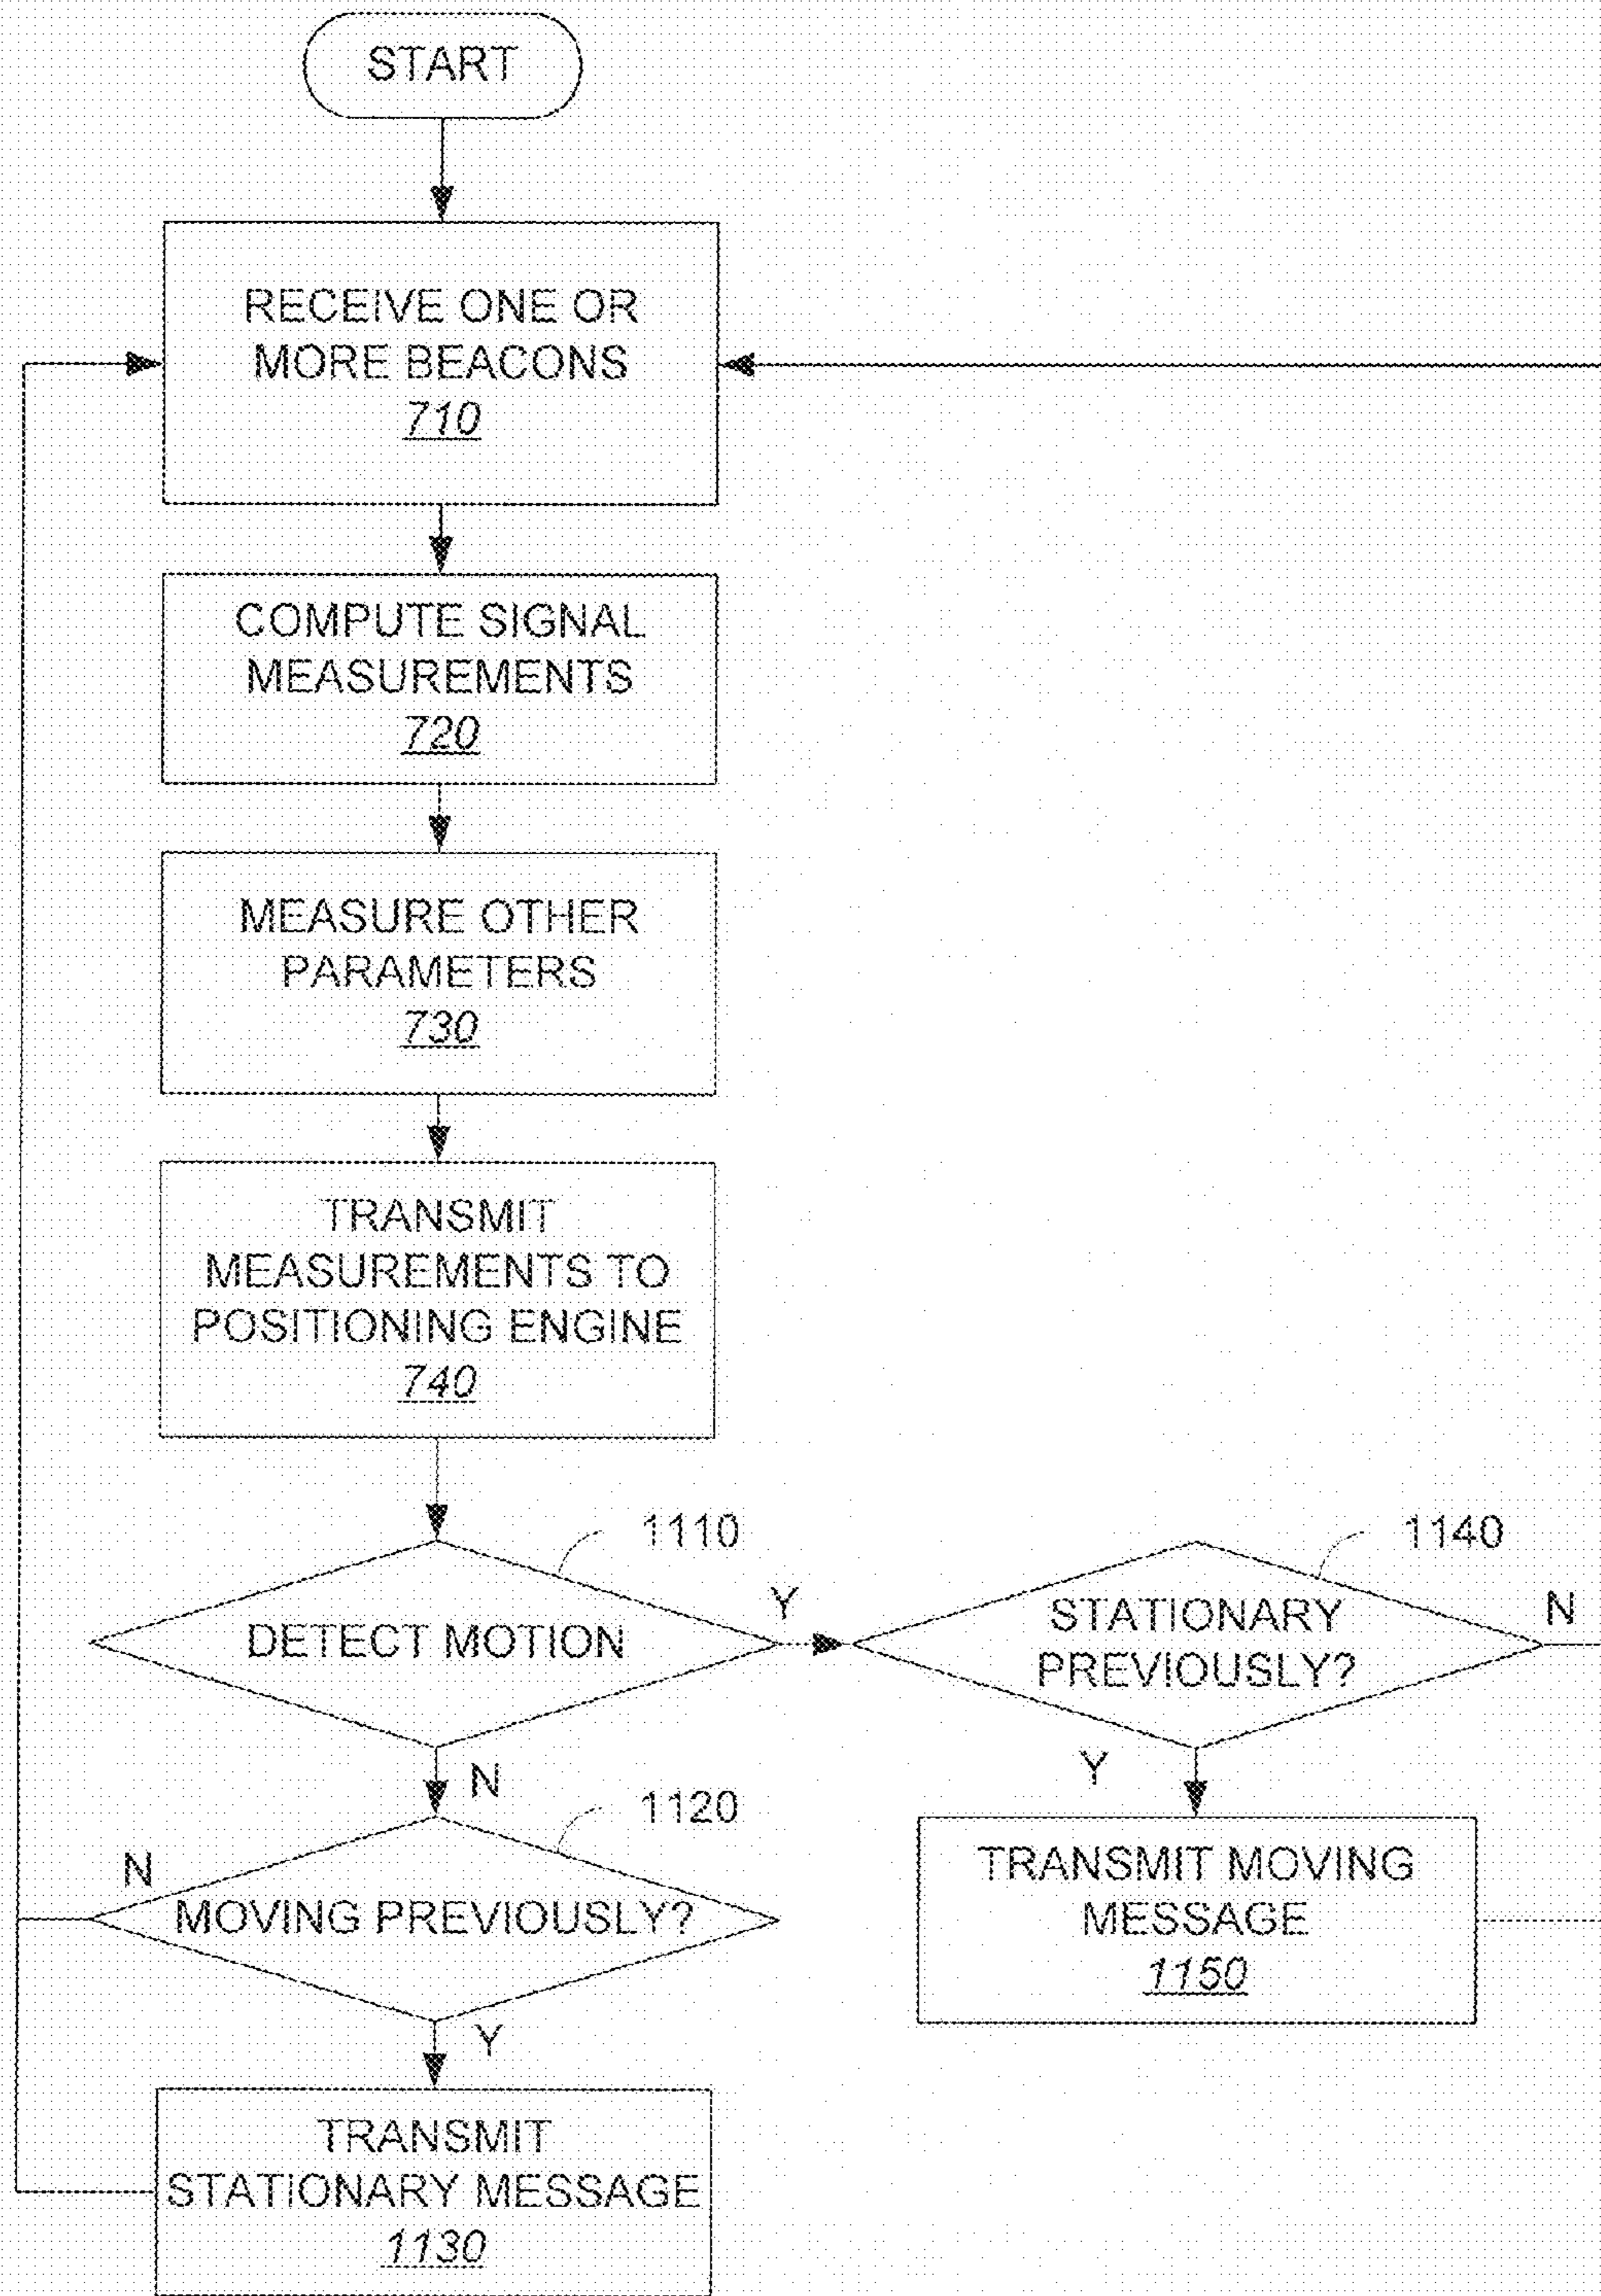 START
RECEIVE ONE OR
MORE BEACONS
710
COMPUTE SIGNAL
MEASUREMENTS
720
MEASURE OTHER
PARAMETERS
730
TRANSMIT
MEASUREMENTS TO
POSITIONING ENGINE
740
1110
DETECT MOTION
Y
N
1140
STATIONARY
PREVIOUSLY?
N
Y
1120
MOVING PREVIOUSLY?
N
Y
TRANSMIT MOVING
MESSAGE
1150
TRANSMIT
STATIONARY MESSAGE
1130